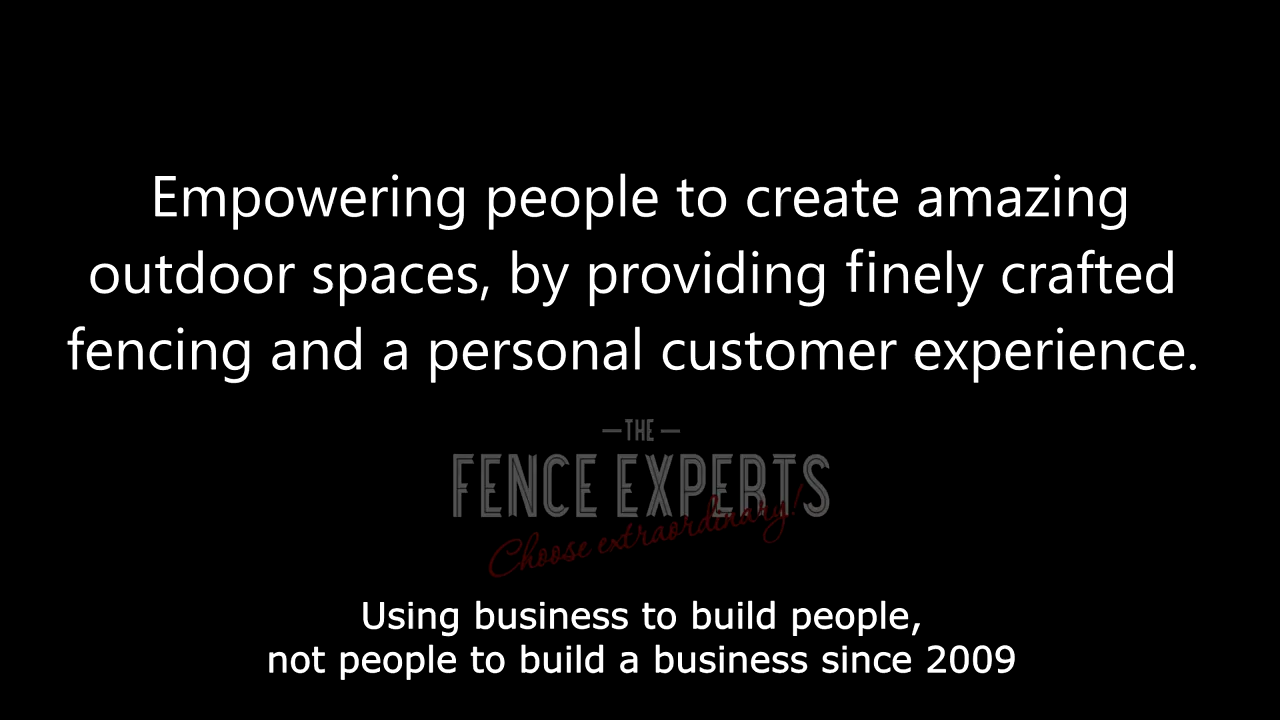 Empowering people to create amazing
outdoor spaces, by providing finely crafted
fencing and a personal customer experience.
—THE—
FENCE EXPERTS
Choose extraordinary!
Using business to build people,
not people to build a business since 2009